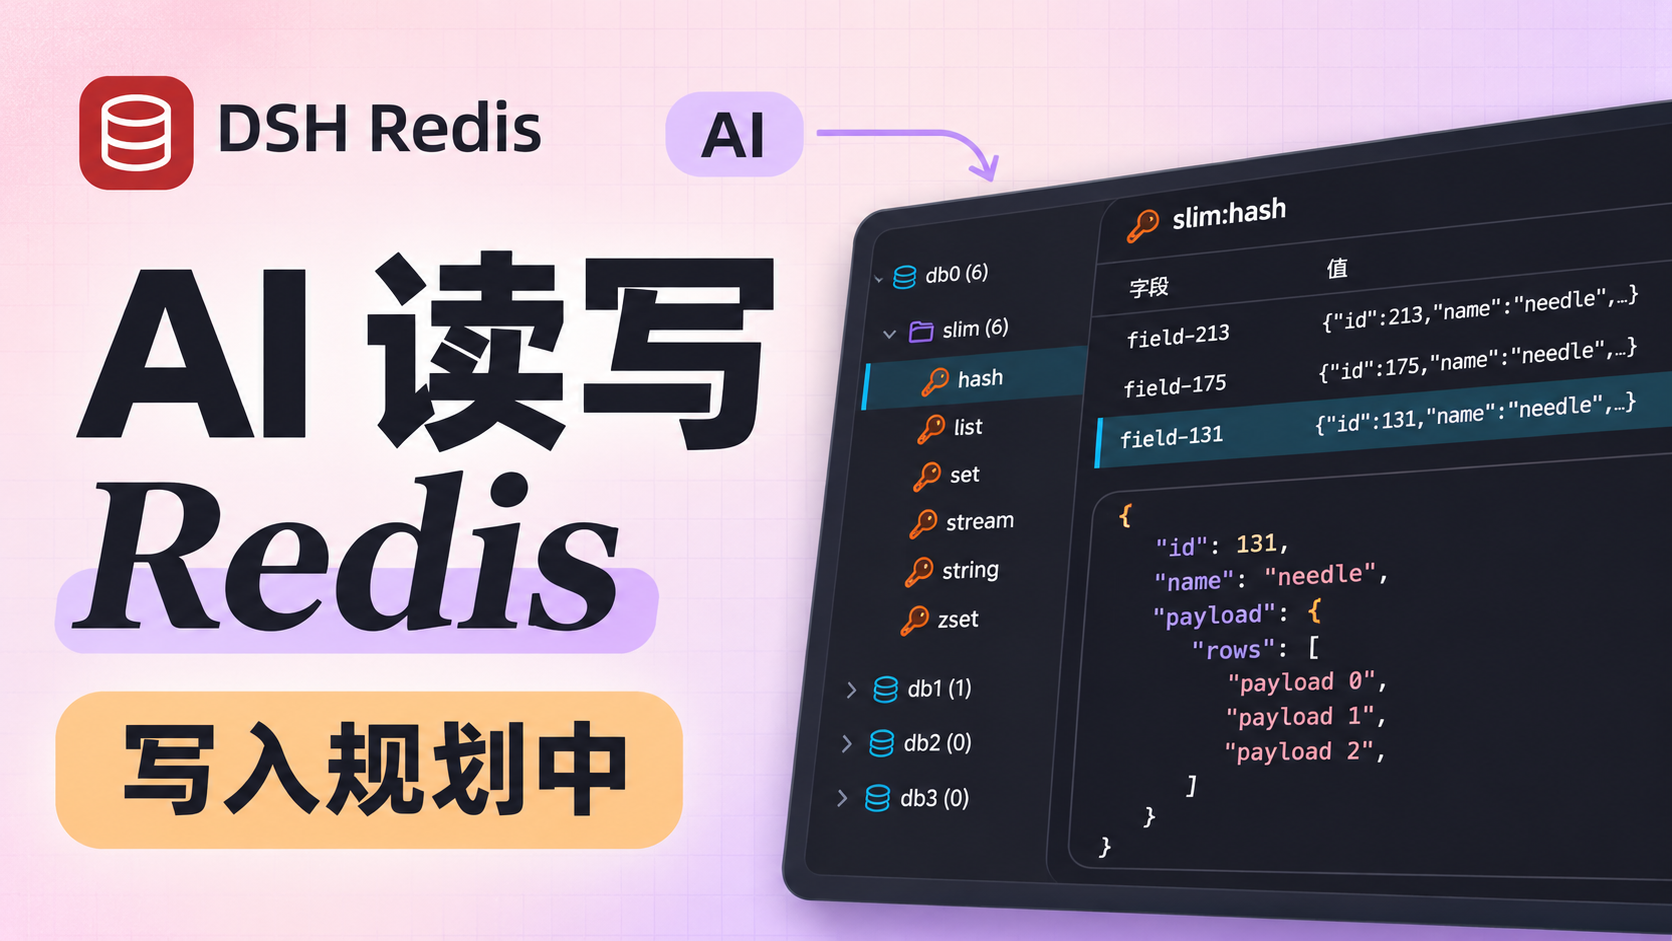 DSH Redis
AI
AI 读写
Redis
写入规划中
db0 (6)
slim (6)
hash
list
set
stream
string
zset
db1 (1)
db2 (0)
db3 (0)
slim:hash
字段 值
field-213 {"id":213,"name":"needle",…}
field-175 {"id":175,"name":"needle",…}
field-131 {"id":131,"name":"needle",…}
{
"id": 131,
"name": "needle",
"payload": {
"rows": [
"payload 0",
"payload 1",
"payload 2",
]
}
}